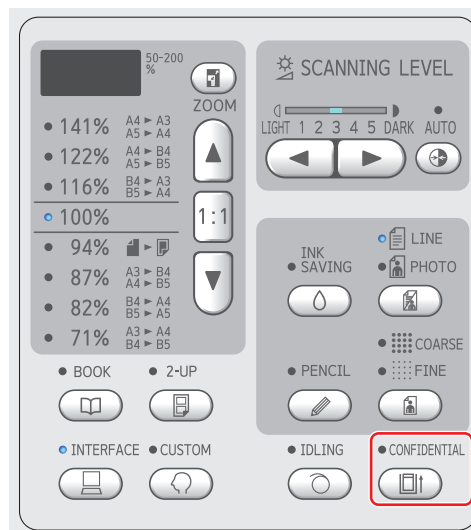 50-200
%
ZOOM
141% A4 ► A3
A5 ► A4
122% A4 ► B4
A5 ► B5
116% B4 ► A3
B5 ► A4
100%
1:1
94%
87% A3 ► B4
A4 ► B5
82% B4 ► A4
B5 ► A5
71% A3 ► A4
B4 ► B5
BOOK 2-UP
INTERFACE CUSTOM
SCANNING LEVEL
LIGHT 1 2 3 4 5 DARK AUTO
INK
SAVING
LINE
PHOTO
COARSE
FINE
PENCIL
IDLING CONFIDENTIAL